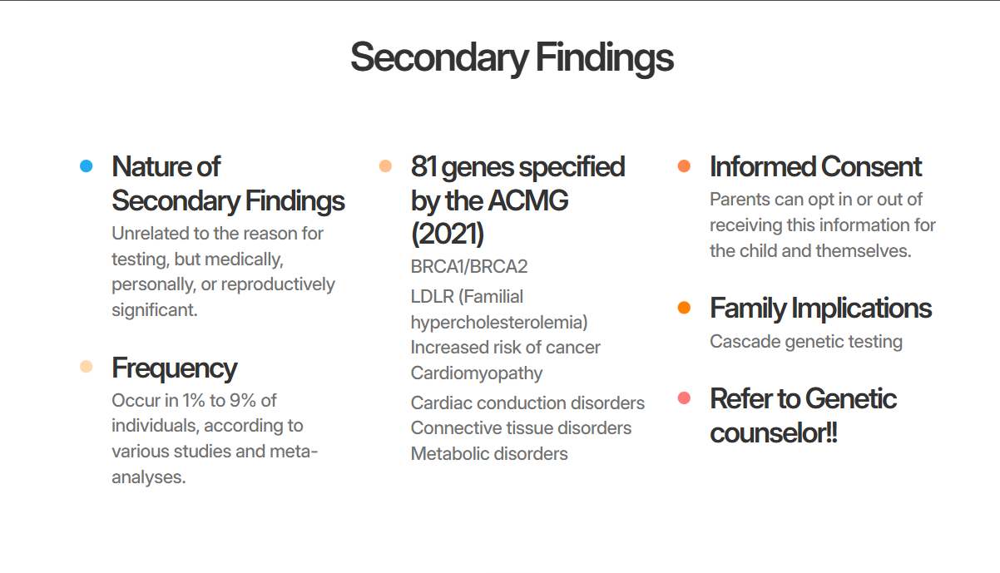 Secondary Findings
Nature of
Secondary Findings
Unrelated to the reason for
testing, but medically,
personally, or reproductively
significant.
Frequency
Occur in 1% to 9% of
individuals, according to
various studies and meta-
analyses.
81 genes specified
by the ACMG
(2021)
BRCA1/BRCA2
LDLR (Familial
hypercholesterolemia)
Increased risk of cancer
Cardiomyopathy
Cardiac conduction disorders
Connective tissue disorders
Metabolic disorders
Informed Consent
Parents can opt in or out of
receiving this information for
the child and themselves.
Family Implications
Cascade genetic testing
Refer to Genetic
counselor!!